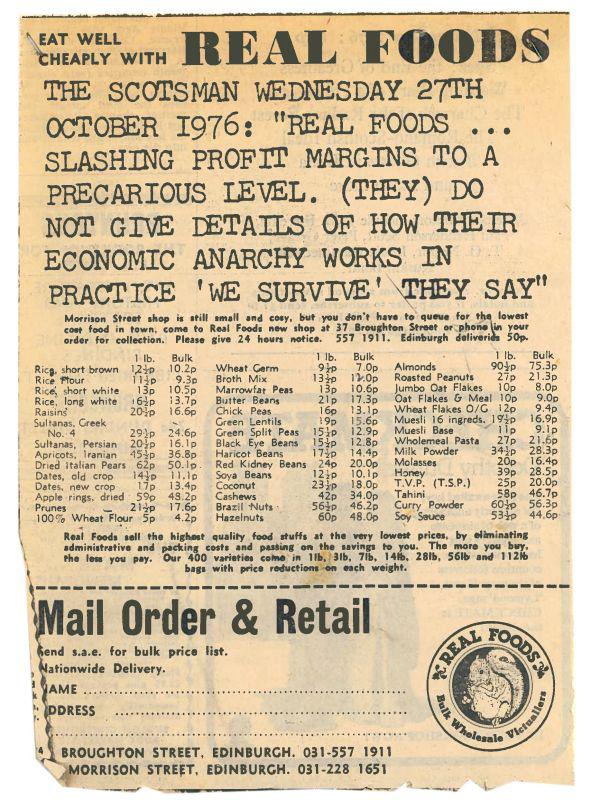 EAT WELL
CHEAPLY WITH REAL FOODS
THE SCOTSMAN WEDNESDAY 27TH
OCTOBER 1976: "REAL FOODS ...
SLASHING PROFIT MARGINS TO A
PRECARIOUS LEVEL. (THEY) DO
NOT GIVE DETAILS OF HOW THEIR
ECONOMIC ANARCHY WORKS IN
PRACTICE 'WE SURVIVE' THEY SAY"
Morrison Street shop is still small and cosy, but you don't have to queue for the lowest
cost food in town, come to Real Foods new shop at 37 Broughton Street or phone in your
order for collection. Please give 24 hours notice. 557 1911. Edinburgh deliveries 50p.
1 lb. Bulk
Rice, short brown 12½p 10.2p
Rice flour 11½p 9.3p
Rice, short white 13p 10.5p
Rice, long white 16½p 13.7p
Raisins 20½p 16.6p
Sultanas, Greek
No. 4 29½p 24.6p
Sultanas, Persian 20½p 16.1p
Apricots, Iranian 45½p 36.8p
Dried Italian Pears 62p 50.1p
Dates, old crop 14½p 11.1p
Dates, new crop 17p 13.4p
Apple rings, dried 59p 48.2p
Prunes 21½p 17.6p
100% Wheat Flour 5p 4.2p
1 lb. Bulk
Wheat Germ 9½p 7.0p
Broth Mix 13½p 11.0p
Marrowfat Peas 13p 10.6p
Butter Beans 21p 17.3p
Chick Peas 16p 13.1p
Green Lentils 19p 15.6p
Green Split Peas 15½p 12.9p
Black Eye Beans 15½p 12.8p
Haricot Beans 17½p 14.4p
Red Kidney Beans 24p 20.0p
Soya Beans 12½p 10.1p
Coconut 23½p 18.0p
Cashews 42p 34.0p
Brazil Nuts 56½p 46.2p
Hazelnuts 60p 48.0p
1 lb. Bulk
Almonds 90½p 75.3p
Roasted Peanuts 27p 21.3p
Jumbo Oat Flakes 10p 8.0p
Oat Flakes & Meal 10p 9.0p
Wheat Flakes O/G 12p 9.4p
Muesli 16 ingreds. 19½p 16.9p
Muesli Base 11p 9.1p
Wholemeal Pasta 27p 21.6p
Milk Powder 34½p 28.3p
Molasses 20p 16.4p
Honey 39p 28.5p
T.V.P. (T.S.P.) 25p 20.0p
Tahini 58p 46.7p
Curry Powder 60½p 56.3p
Soy Sauce 53½p 44.6p
Real Foods sell the highest quality food stuffs at the very lowest prices, by eliminating
administrative and packing costs and passing on the savings to you. The more you buy,
the less you pay. Our 400 varieties come in 1lb, 3lb, 7lb, 14lb, 28lb, 56lb and 112lb
bags with price reductions on each weight.
Mail Order & Retail
Send s.a.e. for bulk price list.
Nationwide Delivery.
NAME
ADDRESS
REAL FOODS
Bulk Wholesale Victuallers
BROUGHTON STREET, EDINBURGH. 031-557 1911
MORRISON STREET, EDINBURGH. 031-228 1651